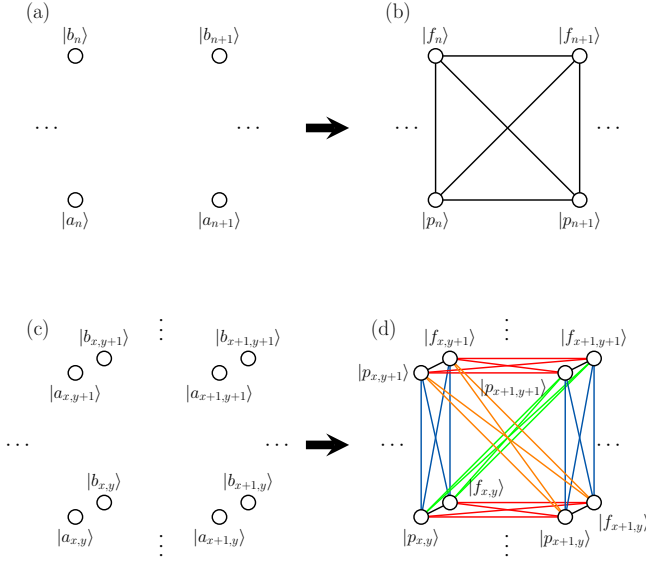 (a)
(b)
|b_n⟩
|b_{n+1}⟩
|f_n⟩
|f_{n+1}⟩
⋯
⋯
⋯
⋯
|a_n⟩
|a_{n+1}⟩
|p_n⟩
|p_{n+1}⟩
(c)
(d)
⋮
⋮
|b_{x,y+1}⟩
|b_{x+1,y+1}⟩
|f_{x,y+1}⟩
|f_{x+1,y+1}⟩
|a_{x,y+1}⟩
|a_{x+1,y+1}⟩
|p_{x,y+1}⟩
|p_{x+1,y+1}⟩
⋯
⋯
⋯
⋯
|b_{x,y}⟩
|b_{x+1,y}⟩
|f_{x,y}⟩
|f_{x+1,y}⟩
|a_{x,y}⟩
|a_{x+1,y}⟩
|p_{x,y}⟩
|p_{x+1,y}⟩
⋮
⋮